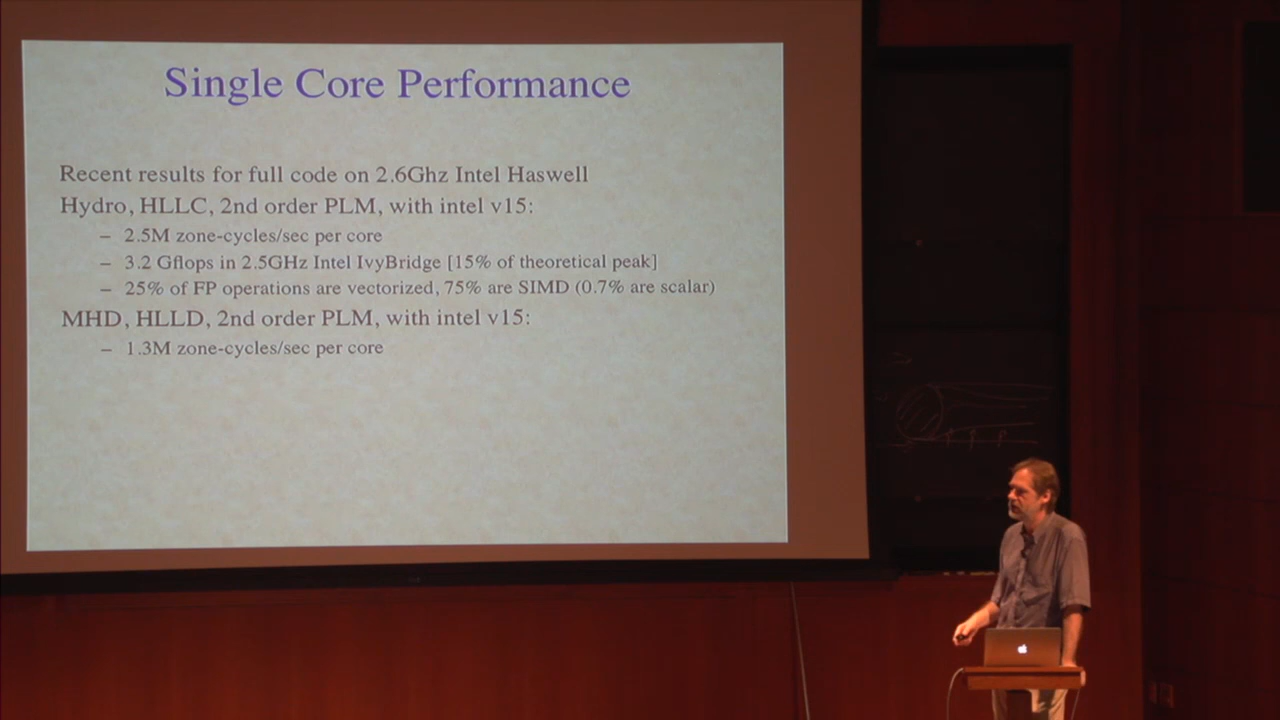 Single Core Performance
Recent results for full code on 2.6Ghz Intel Haswell
Hydro, HLLC, 2nd order PLM, with intel v15:
– 2.5M zone-cycles/sec per core
– 3.2 Gflops in 2.5GHz Intel IvyBridge [15% of theoretical peak]
– 25% of FP operations are vectorized, 75% are SIMD (0.7% are scalar)
MHD, HLLD, 2nd order PLM, with intel v15:
– 1.3M zone-cycles/sec per core